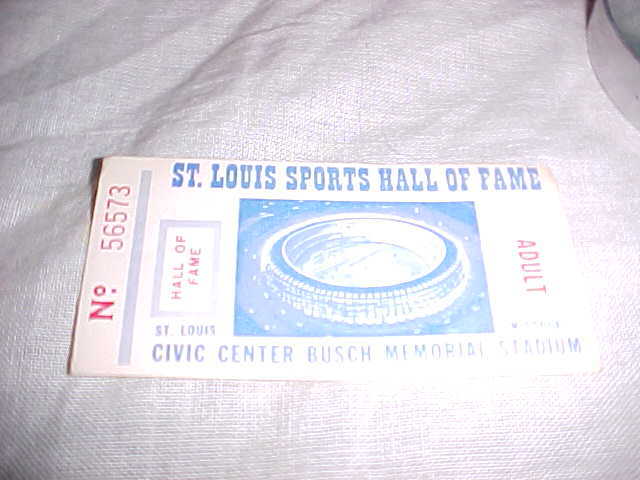 ST. LOUIS SPORTS HALL OF FAME
Nº 56573
HALL OF
FAME
ADULT
ST. LOUIS
CIVIC CENTER BUSCH MEMORIAL STADIUM